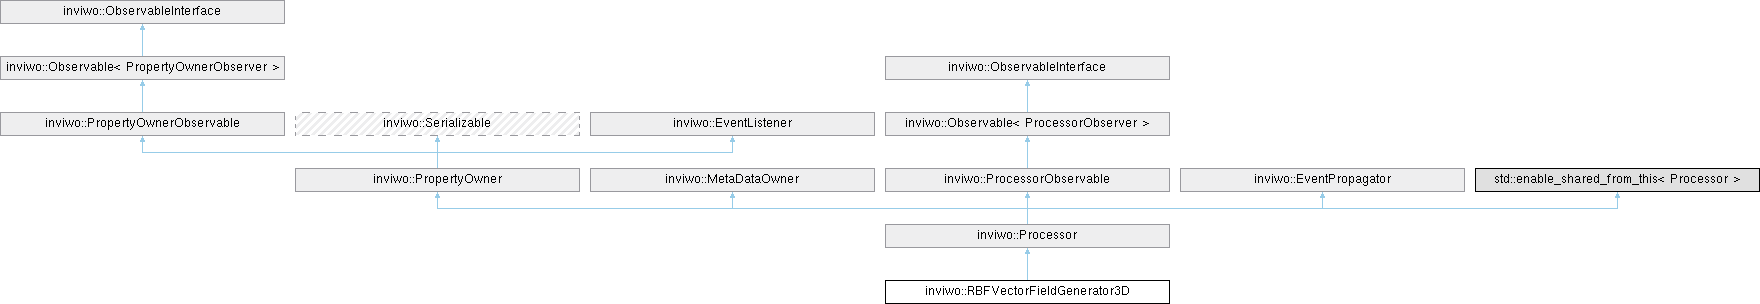 inviwo::ObservableInterface
inviwo::Observable< PropertyOwnerObserver >
inviwo::ObservableInterface
inviwo::PropertyOwnerObservable
inviwo::Serializable
inviwo::EventListener
inviwo::Observable< ProcessorObserver >
inviwo::PropertyOwner
inviwo::MetaDataOwner
inviwo::ProcessorObservable
inviwo::EventPropagator
std::enable_shared_from_this< Processor >
inviwo::Processor
inviwo::RBFVectorFieldGenerator3D